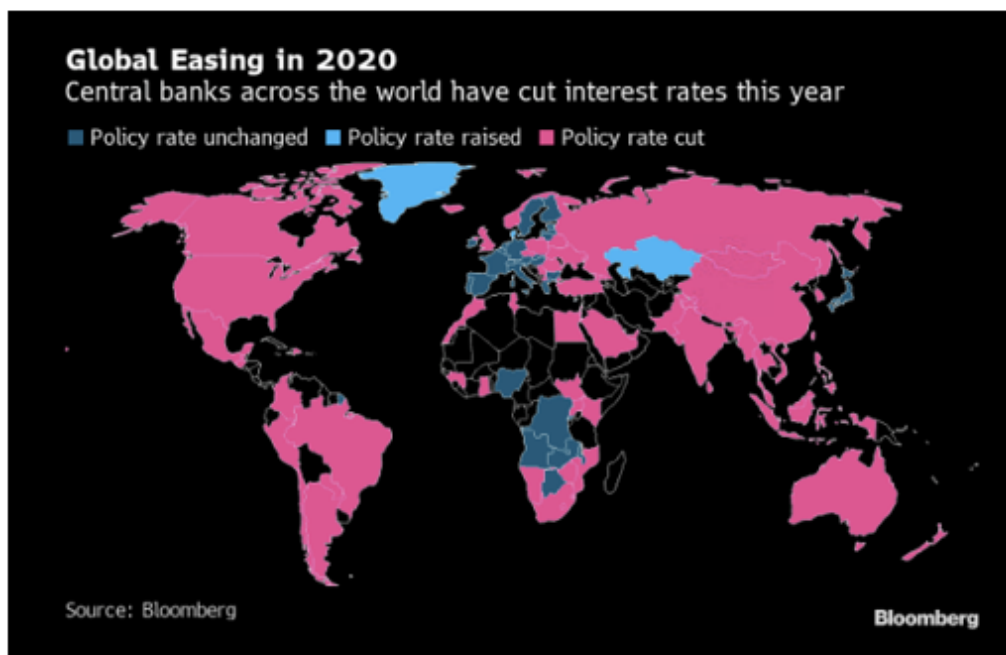 Global Easing in 2020
Central banks across the world have cut interest rates this year
Policy rate unchanged Policy rate raised Policy rate cut
Source: Bloomberg
Bloomberg